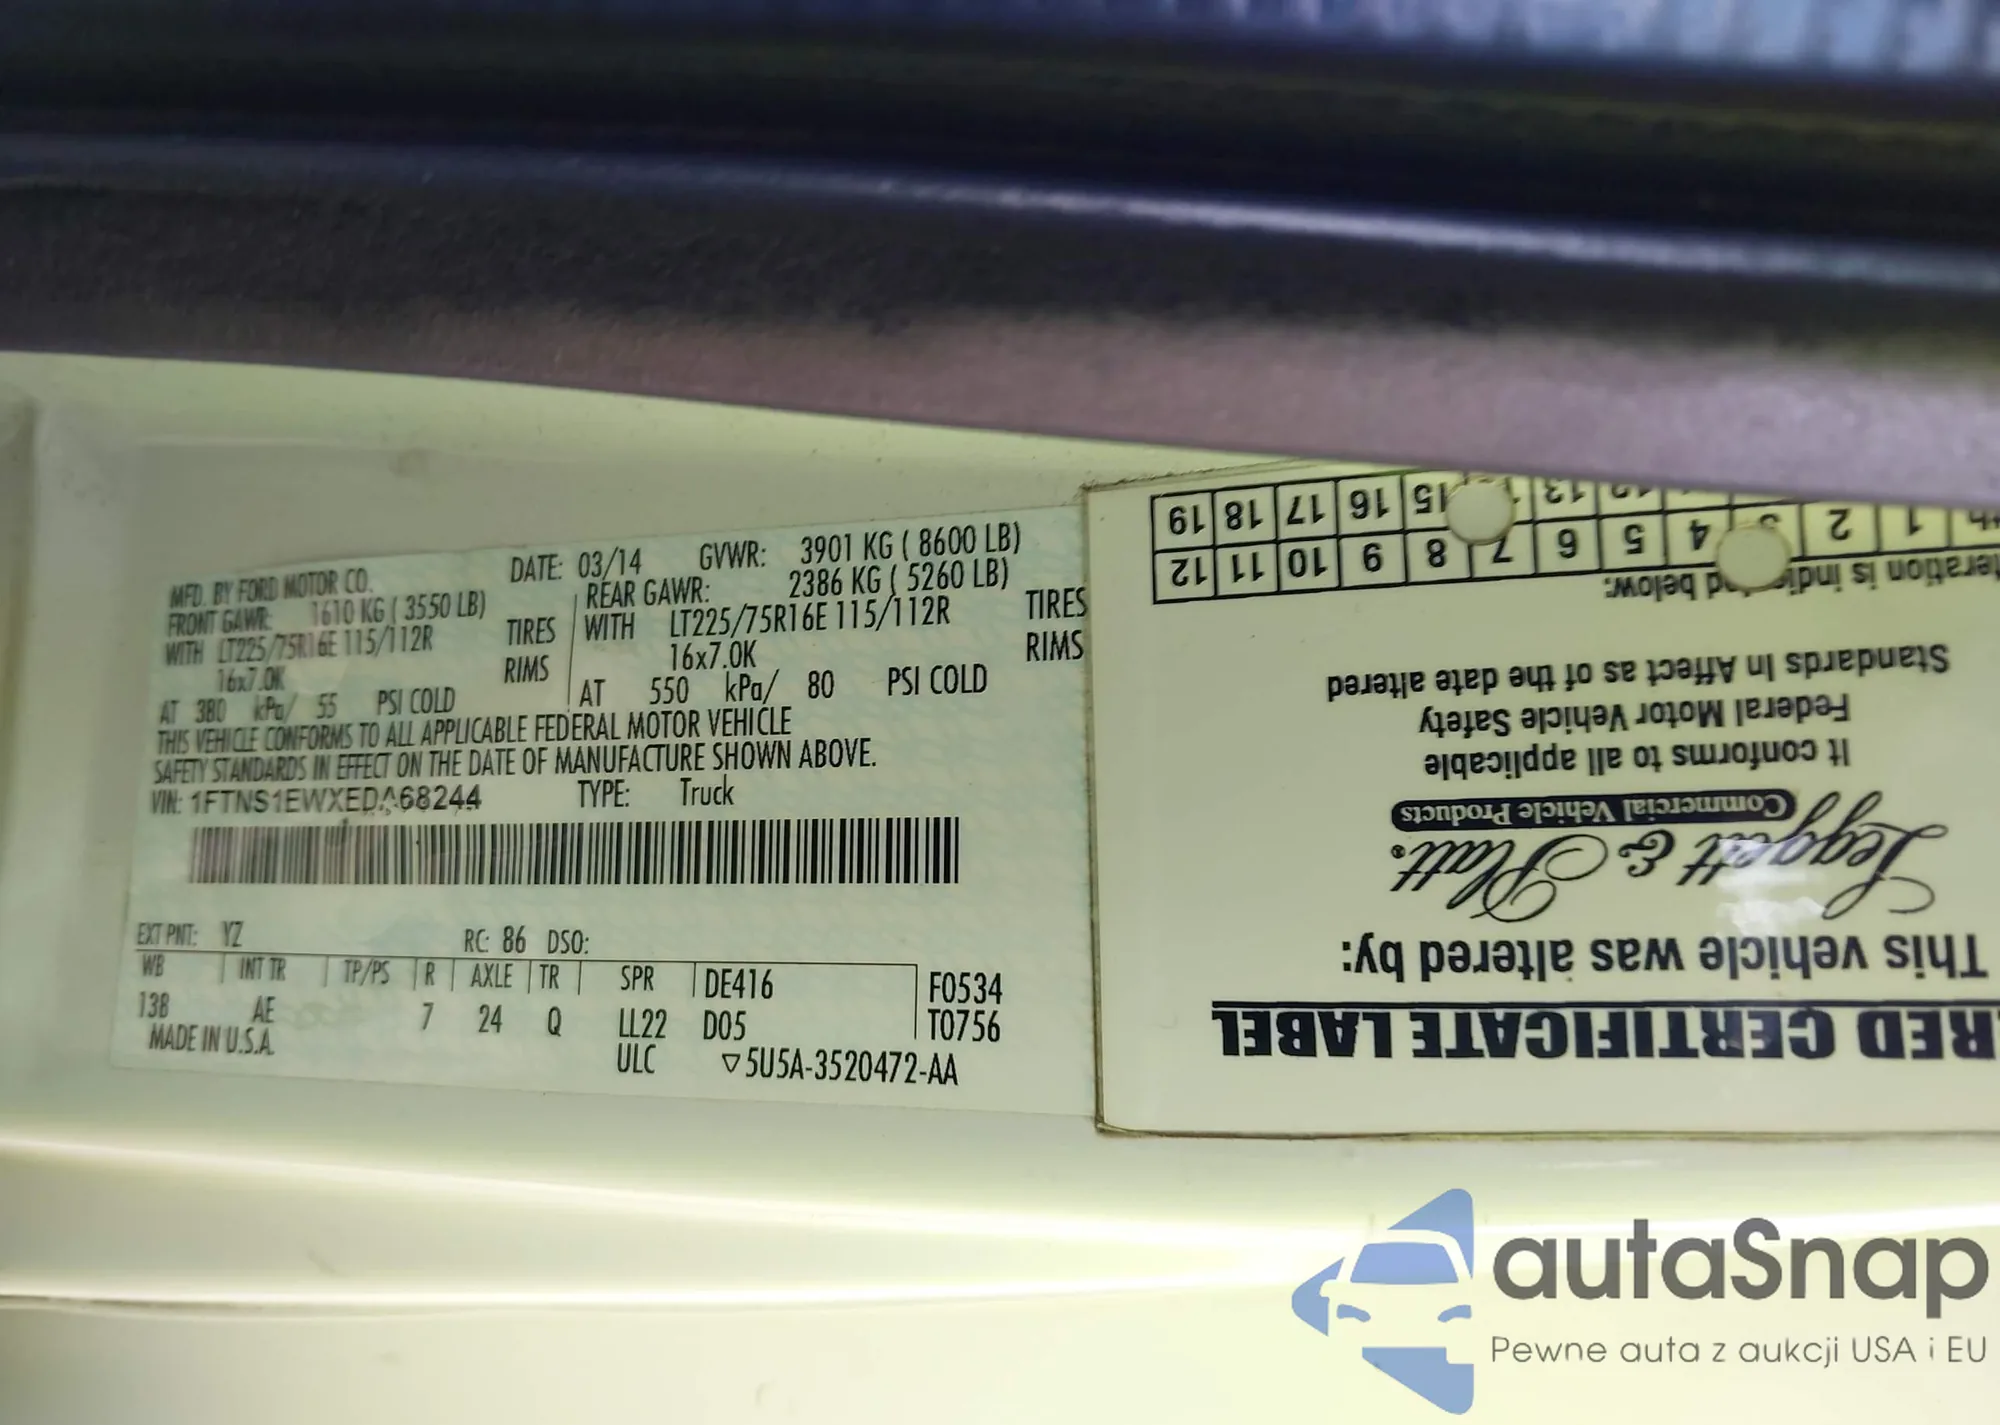 MFD. BY FORD MOTOR CO. DATE: 03/14 GVWR: 3901 KG ( 8600 LB)
FRONT GAWR: 1610 KG ( 3550 LB) REAR GAWR: 2386 KG ( 5260 LB)
WITH LT225/75R16E 115/112R TIRES WITH LT225/75R16E 115/112R TIRES
16x7.0K RIMS 16x7.0K RIMS
AT 380 kPa/ 55 PSI COLD AT 550 kPa/ 80 PSI COLD
THIS VEHICLE CONFORMS TO ALL APPLICABLE FEDERAL MOTOR VEHICLE
SAFETY STANDARDS IN EFFECT ON THE DATE OF MANUFACTURE SHOWN ABOVE.
VIN: 1FTNS1EWXEDA68244 TYPE: Truck
EXT PNT: YZ RC: 86 DSO:
WB INT TR TP/PS R AXLE TR SPR DE416 F0534
138 AE 7 24 Q LL22 D05 T0756
MADE IN U.S.A. ULC ▽5U5A-3520472-AA
RED CERTIFICATE LABEL
This vehicle was altered by:
Leggett & Platt®
Commercial Vehicle Products
It conforms to all applicable
Federal Motor Vehicle Safety
Standards In Affect as of the date altered
below:
1 2 3 4 5 6 7 8 9 10 11 12
12 13 15 16 17 18 19
autaSnap
Pewne auta z aukcji USA i EU